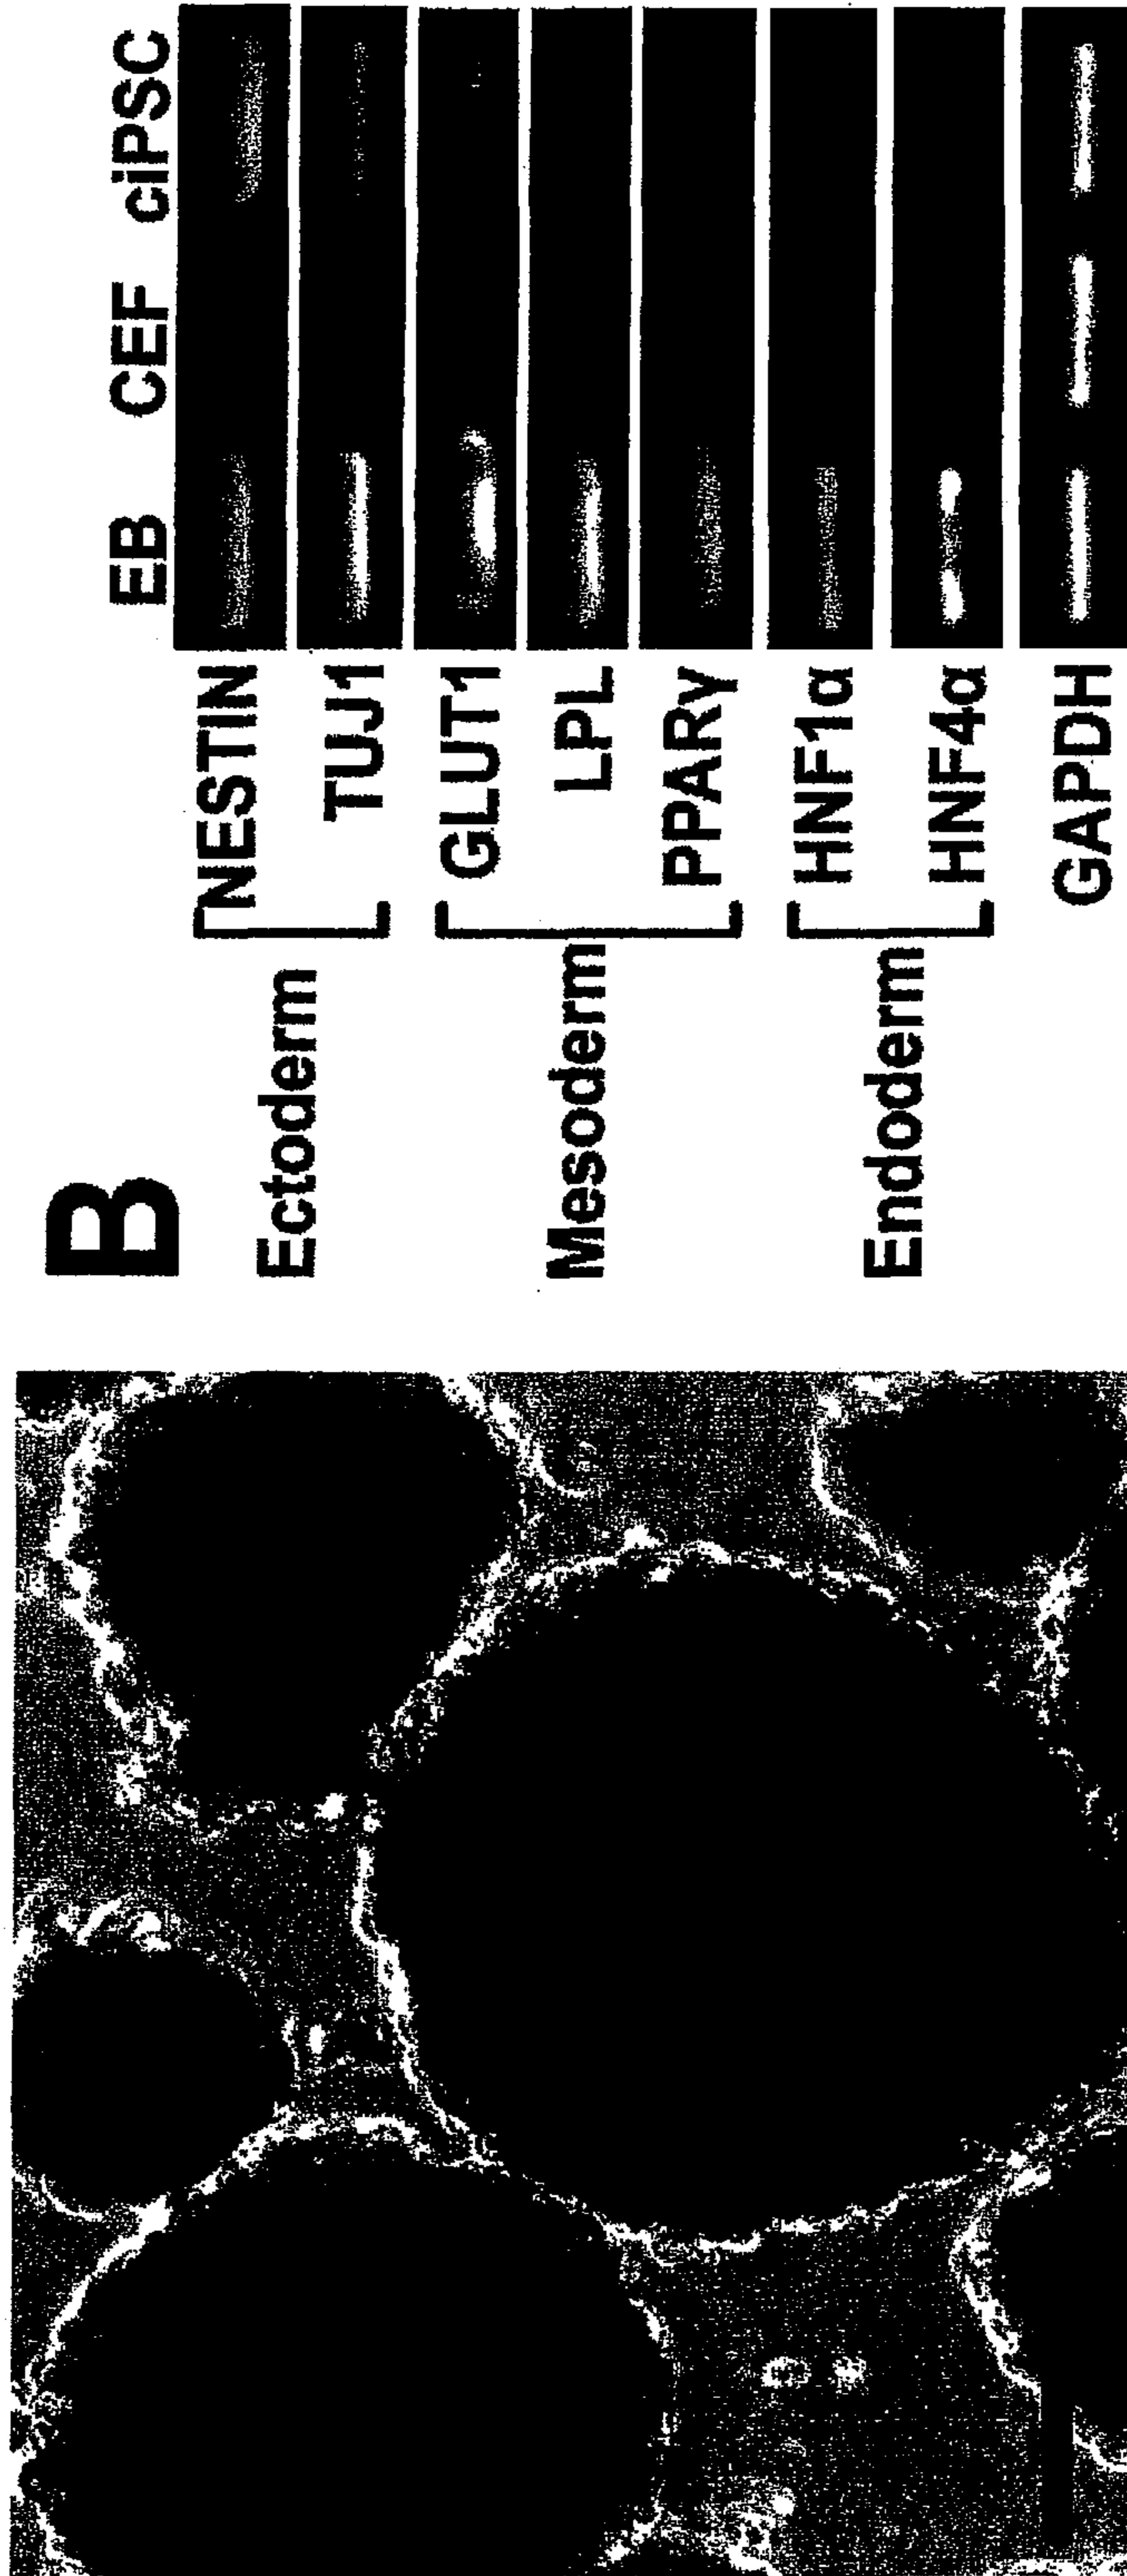 B
EB CEF ciPSC
Ectoderm
NESTIN
TUJ1
Mesoderm
GLUT1
LPL
PPARγ
Endoderm
HNF1α
HNF4α
GAPDH